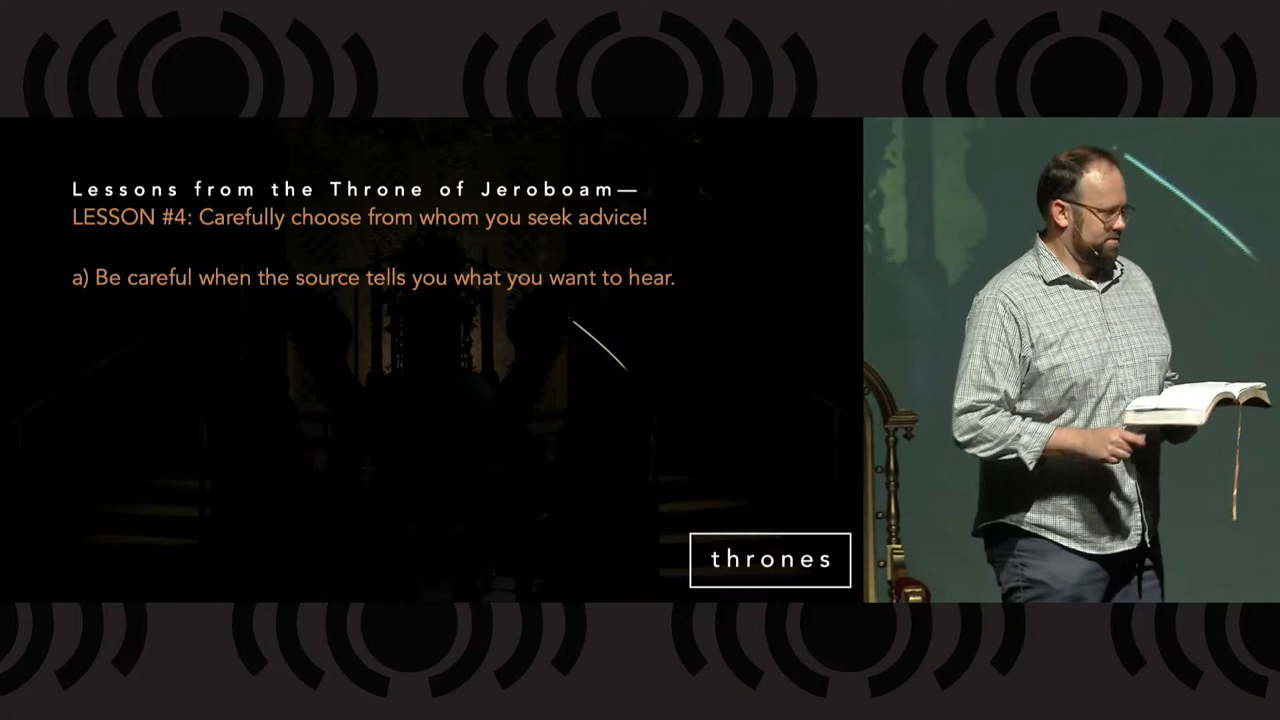 Lessons from the Throne of Jeroboam—
LESSON #4: Carefully choose from whom you seek advice!
a) Be careful when the source tells you what you want to hear.
thrones